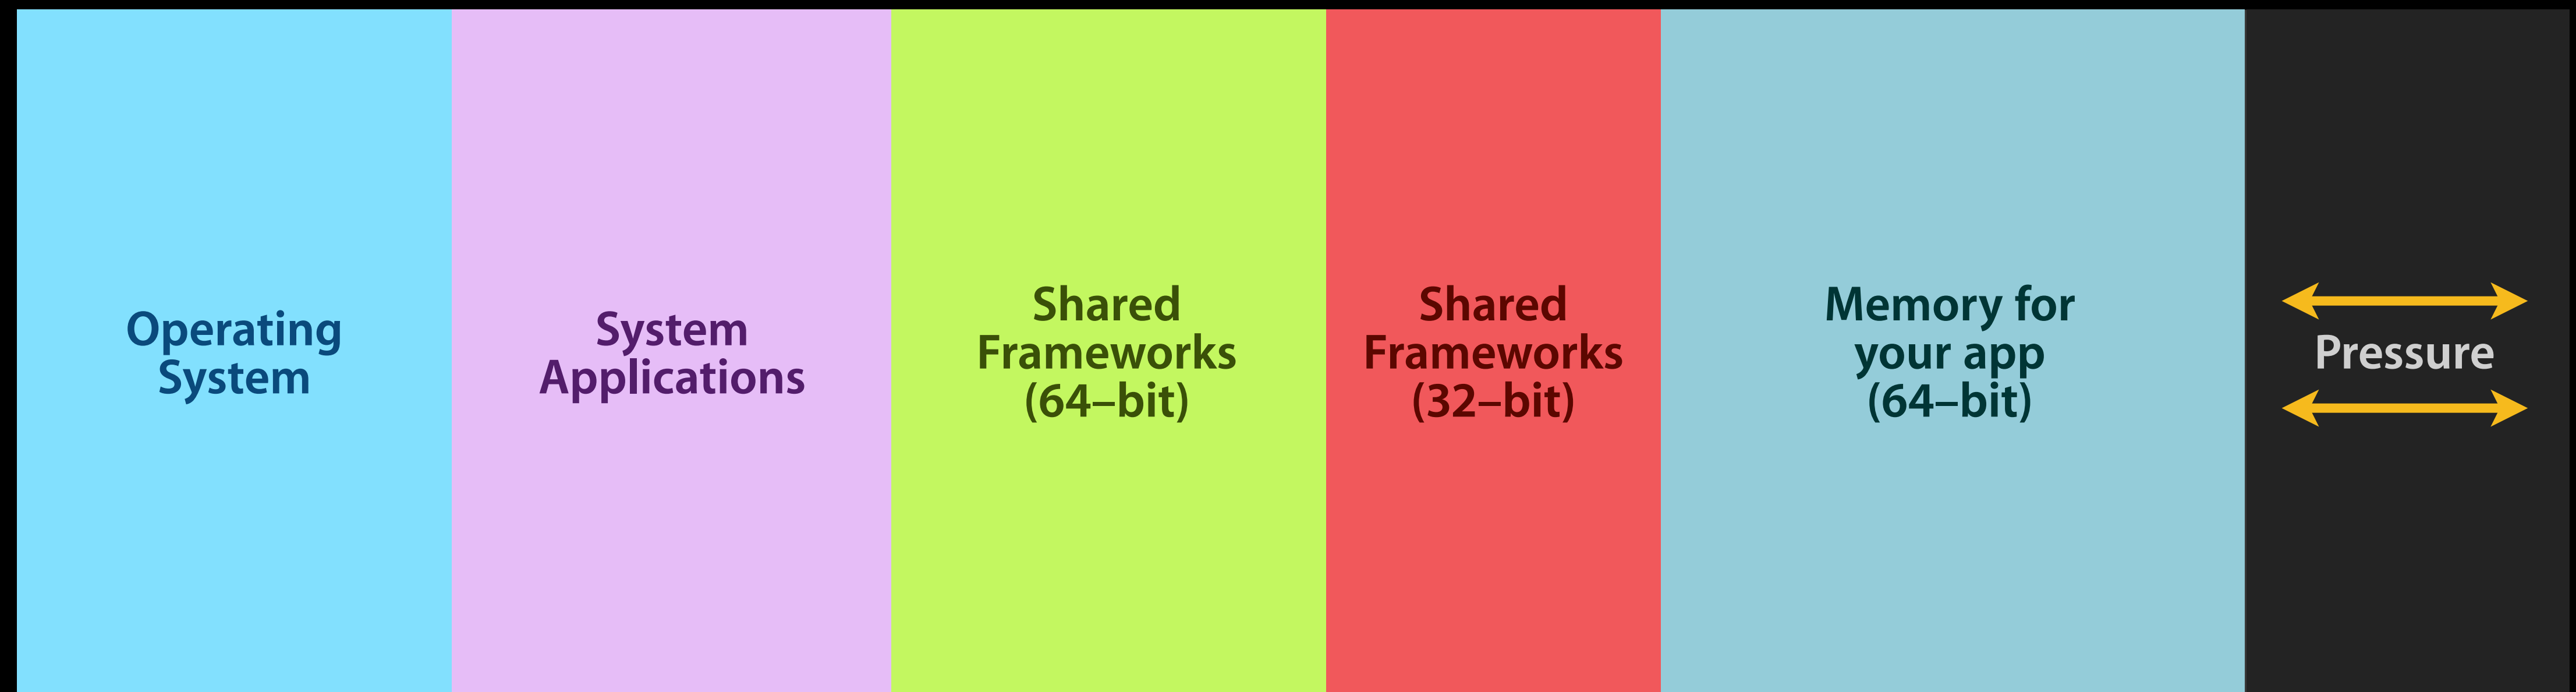 Operating
System
System
Applications
Shared
Frameworks
(64–bit)
Shared
Frameworks
(32–bit)
Memory for
your app
(64–bit)
Pressure